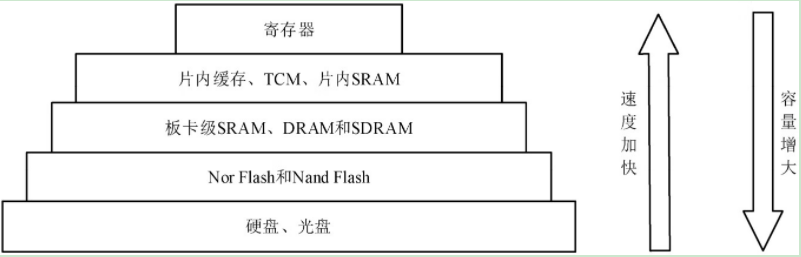 寄存器
片内缓存、TCM、片内SRAM
板卡级SRAM、DRAM和SDRAM
Nor Flash和Nand Flash
硬盘、光盘
速度加快
容量增大